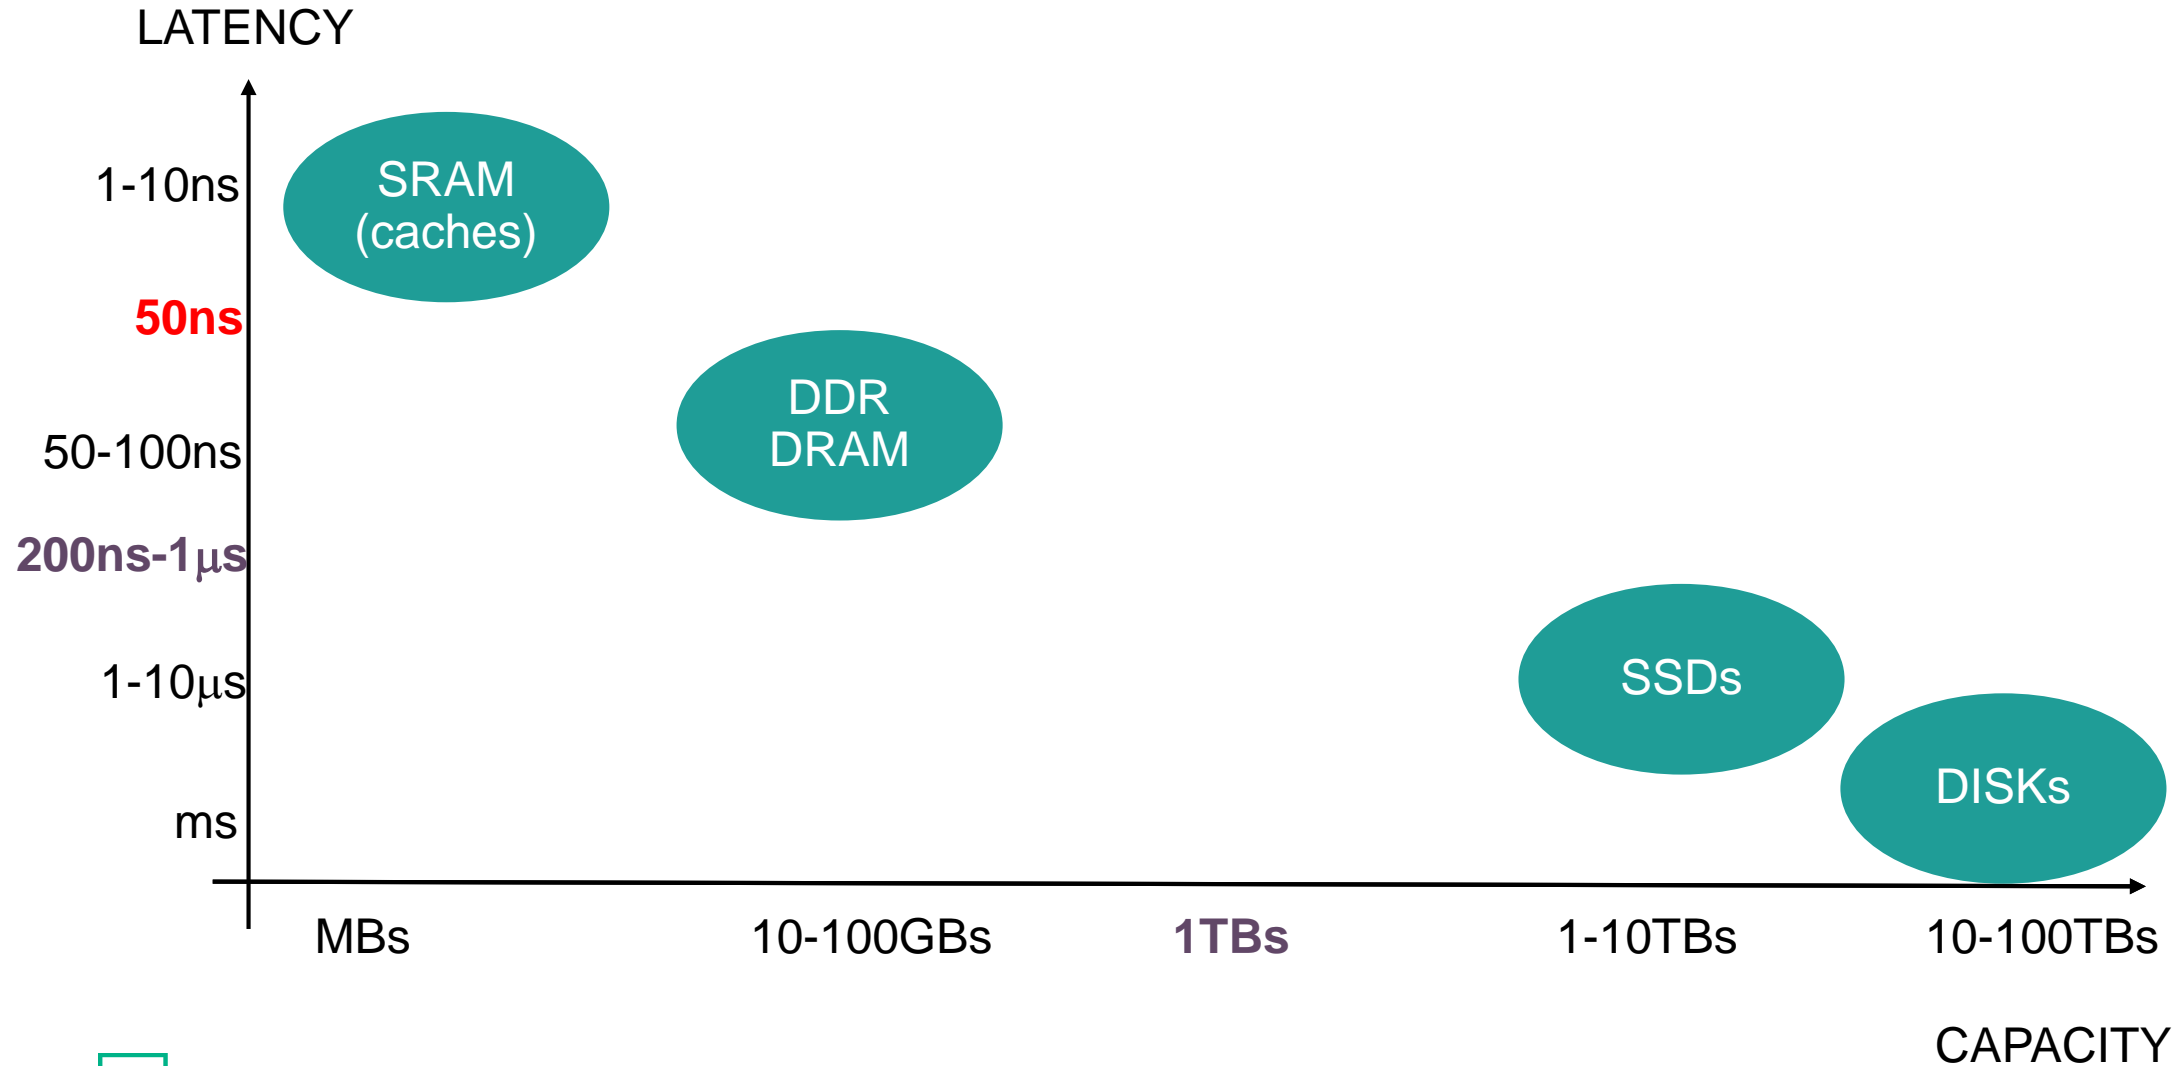 LATENCY
1-10ns
SRAM
(caches)
50ns
DDR
DRAM
50-100ns
200ns-1μs
1-10μs
SSDs
DISKs
ms
MBs
10-100GBs
1TBs
1-10TBs
10-100TBs
CAPACITY